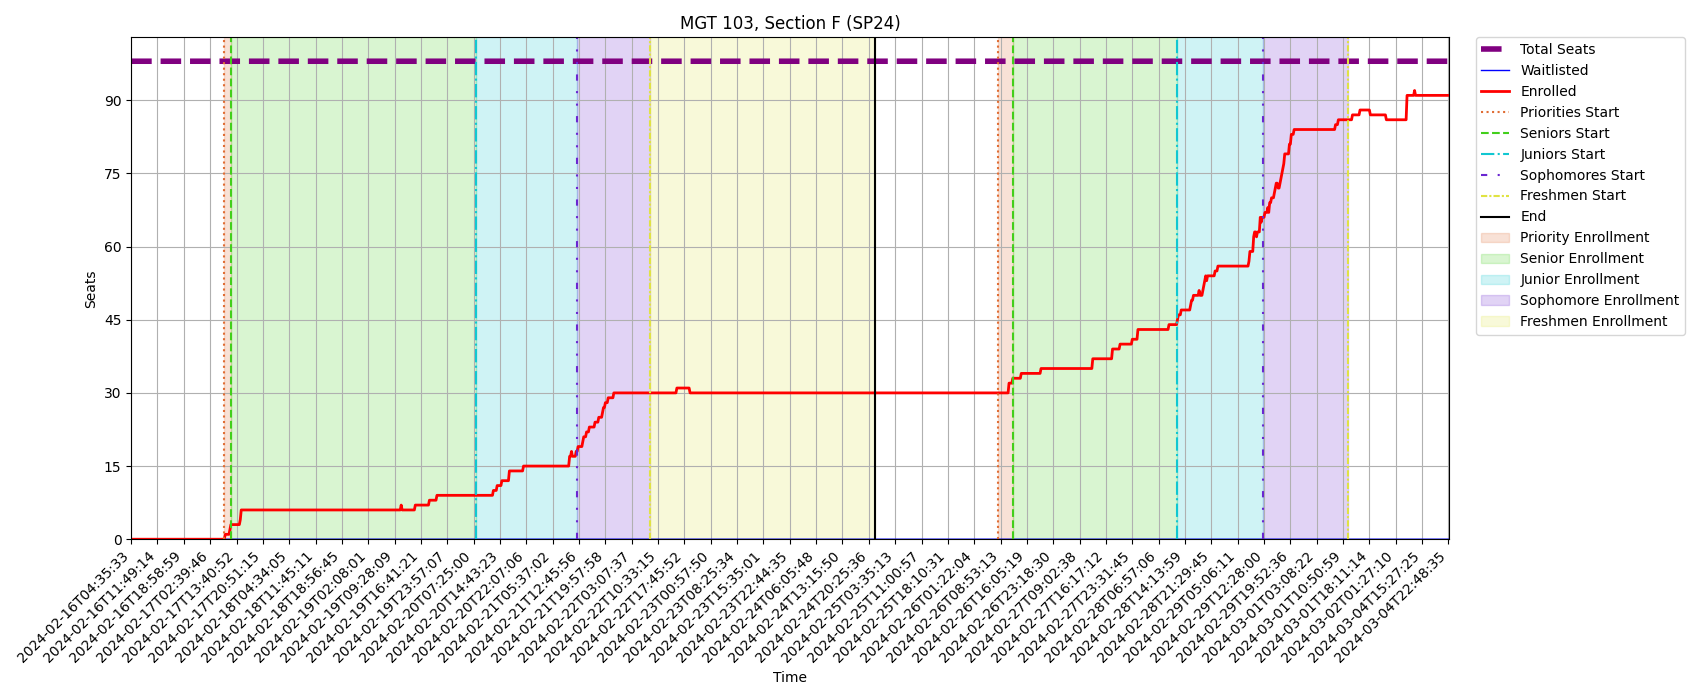 MGT 103, Section F (SP24)
Total Seats
Waitlisted
Enrolled
Priorities Start
Seniors Start
Juniors Start
Sophomores Start
Freshmen Start
End
Priority Enrollment
Senior Enrollment
Junior Enrollment
Sophomore Enrollment
Freshmen Enrollment
Seats
90
75
60
45
30
15
0
2024-02-16T04:35:33
2024-02-16T11:49:14
2024-02-16T18:58:59
2024-02-17T02:39:46
2024-02-17T13:40:52
2024-02-17T20:51:15
2024-02-18T04:34:05
2024-02-18T11:45:11
2024-02-18T18:56:45
2024-02-19T02:08:01
2024-02-19T09:28:09
2024-02-19T16:41:21
2024-02-19T23:57:07
2024-02-20T07:25:00
2024-02-20T14:43:23
2024-02-20T22:07:06
2024-02-21T05:37:02
2024-02-21T12:45:56
2024-02-21T19:57:58
2024-02-22T03:07:37
2024-02-22T10:33:15
2024-02-22T17:45:52
2024-02-23T00:57:50
2024-02-23T08:25:34
2024-02-23T15:35:01
2024-02-23T22:44:35
2024-02-24T06:05:48
2024-02-24T13:15:50
2024-02-24T20:25:36
2024-02-25T03:35:13
2024-02-25T11:00:57
2024-02-25T18:10:31
2024-02-26T01:22:04
2024-02-26T08:53:13
2024-02-26T16:05:19
2024-02-26T23:18:30
2024-02-27T09:02:38
2024-02-27T16:17:12
2024-02-27T23:31:45
2024-02-28T06:57:06
2024-02-28T14:13:59
2024-02-28T21:29:45
2024-02-29T05:06:11
2024-02-29T12:28:00
2024-02-29T19:52:36
2024-03-01T03:08:22
2024-03-01T10:50:59
2024-03-01T18:11:14
2024-03-02T01:27:10
2024-03-04T15:27:25
2024-03-04T22:48:35
Time